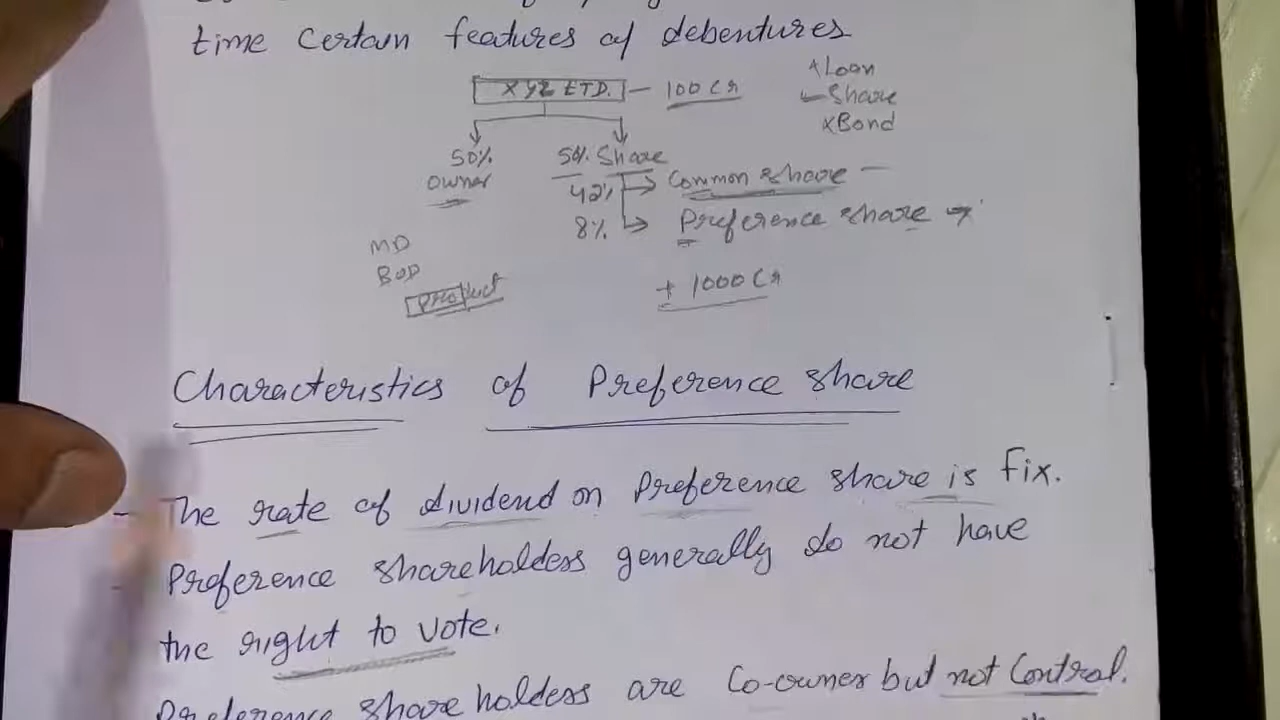 time certain features of debentures
XYZ LTD. - 100 Cr
x Loan
Share
x Bond
50% 50% Share
Owner
42% → Common share -
8% → Preference share →
MD
BOD
Product
+ 1000 Cr
Characteristics of Preference share
- The rate of dividend on Preference share is fix.
- Preference shareholders generally do not have
the right to vote.
Preference shareholders are Co-owner but not Control.